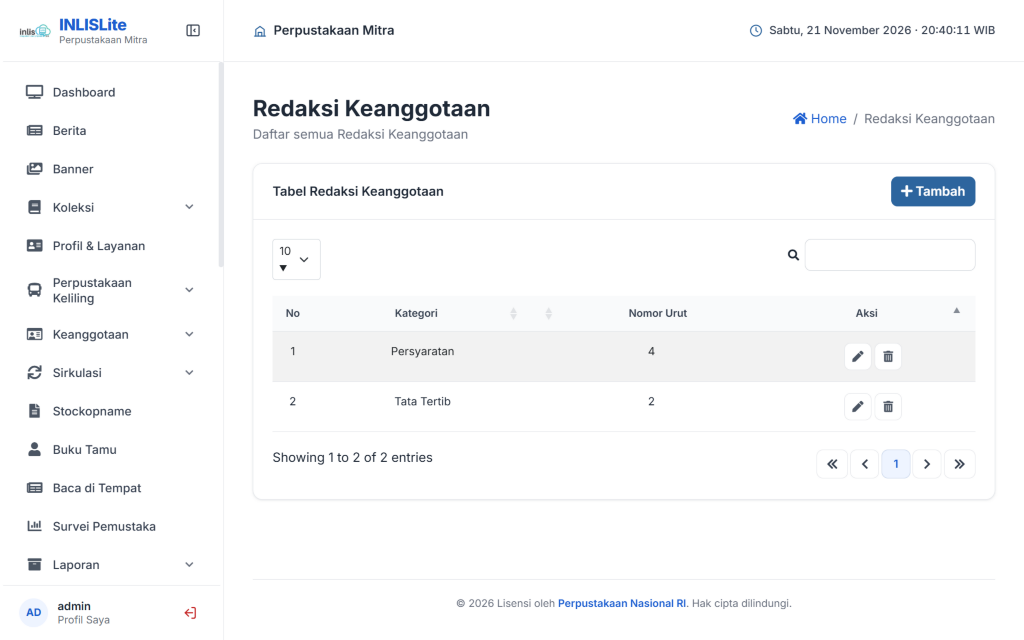 inlis
INLISLite
Perpustakaan Mitra
Perpustakaan Mitra
Sabtu, 21 November 2026 · 20:40:11 WIB
Dashboard
Berita
Banner
Koleksi
Profil & Layanan
Perpustakaan
Keliling
Keanggotaan
Sirkulasi
Stockopname
Buku Tamu
Baca di Tempat
Survei Pemustaka
Laporan
AD
admin
Profil Saya
Redaksi Keanggotaan
Daftar semua Redaksi Keanggotaan
Home / Redaksi Keanggotaan
Tabel Redaksi Keanggotaan
Tambah
10
No Kategori Nomor Urut Aksi
1 Persyaratan 4
2 Tata Tertib 2
Showing 1 to 2 of 2 entries
« ‹ 1 › »
© 2026 Lisensi oleh Perpustakaan Nasional RI. Hak cipta dilindungi.